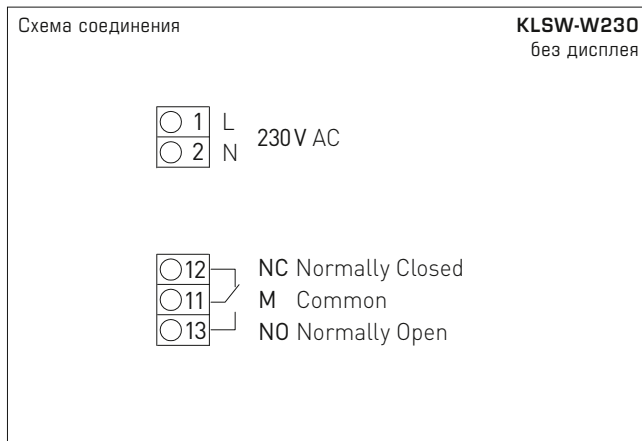 Схема соединения KLSW-W230
без дисплея
1 L
230 V AC
2 N
12 NC Normally Closed
11 M Common
13 NO Normally Open